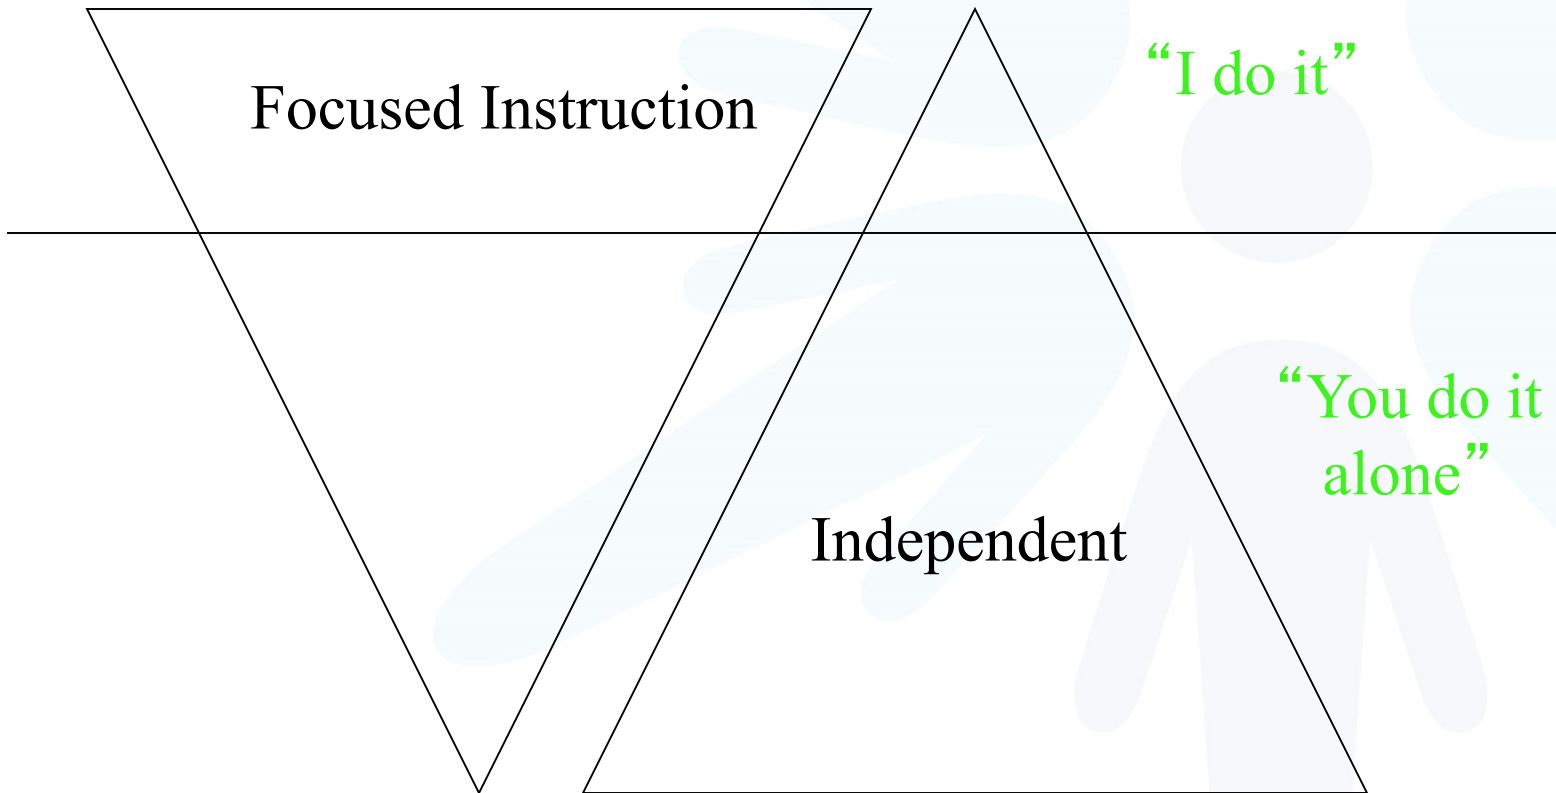 Focused Instruction
“I do it”
“You do it
alone”
Independent